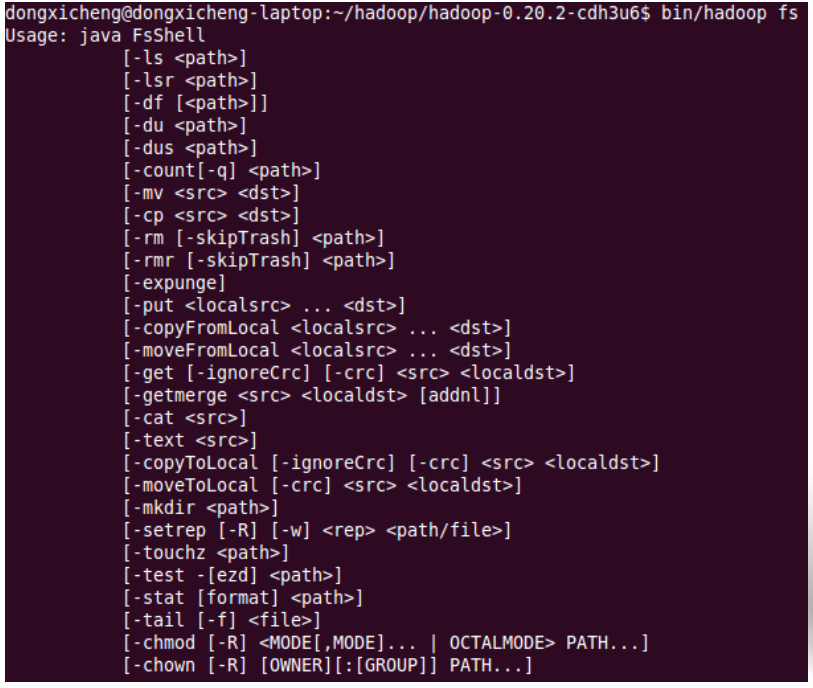 dongxicheng@dongxicheng-laptop:~/hadoop/hadoop-0.20.2-cdh3u6$ bin/hadoop fs
Usage: java FsShell
[-ls <path>]
[-lsr <path>]
[-df [<path>]]
[-du <path>]
[-dus <path>]
[-count[-q] <path>]
[-mv <src> <dst>]
[-cp <src> <dst>]
[-rm [-skipTrash] <path>]
[-rmr [-skipTrash] <path>]
[-expunge]
[-put <localsrc> ... <dst>]
[-copyFromLocal <localsrc> ... <dst>]
[-moveFromLocal <localsrc> ... <dst>]
[-get [-ignoreCrc] [-crc] <src> <localdst>]
[-getmerge <src> <localdst> [addnl]]
[-cat <src>]
[-text <src>]
[-copyToLocal [-ignoreCrc] [-crc] <src> <localdst>]
[-moveToLocal [-crc] <src> <localdst>]
[-mkdir <path>]
[-setrep [-R] [-w] <rep> <path/file>]
[-touchz <path>]
[-test -[ezd] <path>]
[-stat [format] <path>]
[-tail [-f] <file>]
[-chmod [-R] <MODE[,MODE]... | OCTALMODE> PATH...]
[-chown [-R] [OWNER][:[GROUP]] PATH...]